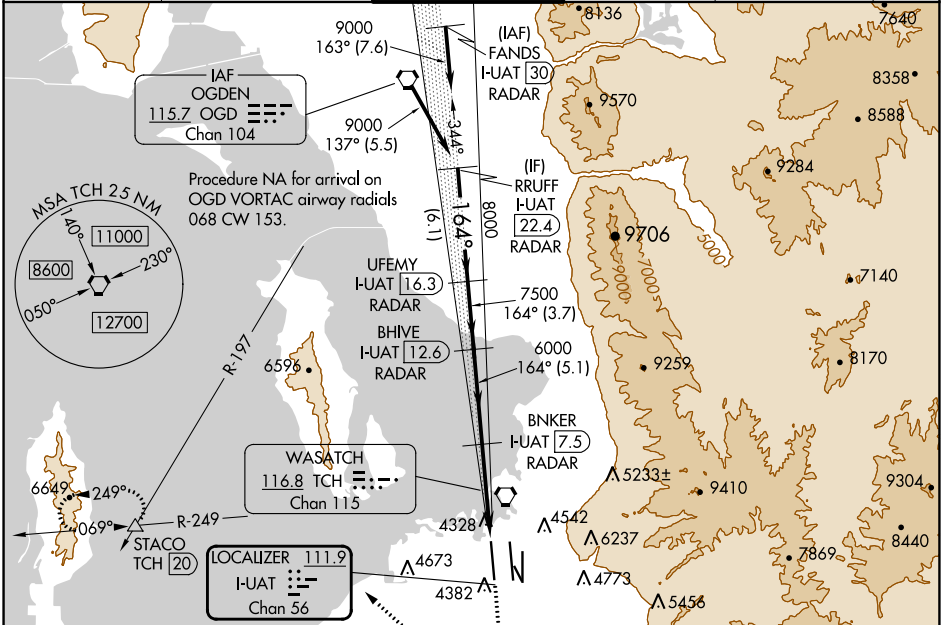 8136
7640
9000
163° (7.6)
(IAF)
FANDS
I-UAT 30
RADAR
8358
IAF
OGDEN
115.7 OGD
Chan 104
9570
8588
9000
137° (5.5)
344°
9284
(IF)
RRUFF
I-UAT
22.4
RADAR
Procedure NA for arrival on
OGD VORTAC airway radials
068 CW 153.
MSA TCH 25 NM
140°
11000
230°
8600
050°
12700
(6.1)
164°
8000
9706
5000
9000
7000
UFEMY
I-UAT 16.3
RADAR
7500
164° (3.7)
7140
BHIVE
I-UAT 12.6
RADAR
6000
164° (5.1)
R-197
6596
9259
8170
BNKER
I-UAT 7.5
RADAR
WASATCH
116.8 TCH
Chan 115
5233±
9410
9304
6649
249°
069°
R-249
STACO
TCH 20
4328
4542
6237
8440
7869
LOCALIZER 111.9
I-UAT
Chan 56
4673
4382
4773
5456